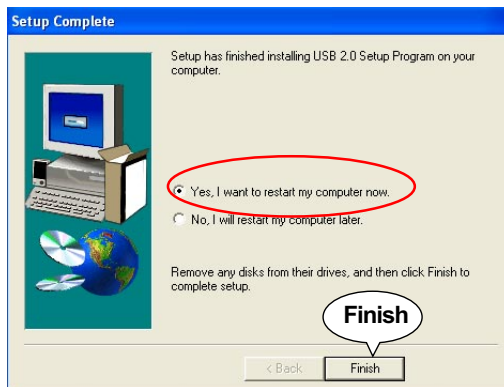 Setup Complete
Setup has finished installing USB 2.0 Setup Program on your
computer.
Yes, I want to restart my computer now.
No, I will restart my computer later.
Remove any disks from their drives, and then click Finish to
complete setup.
Finish
< Back
Finish